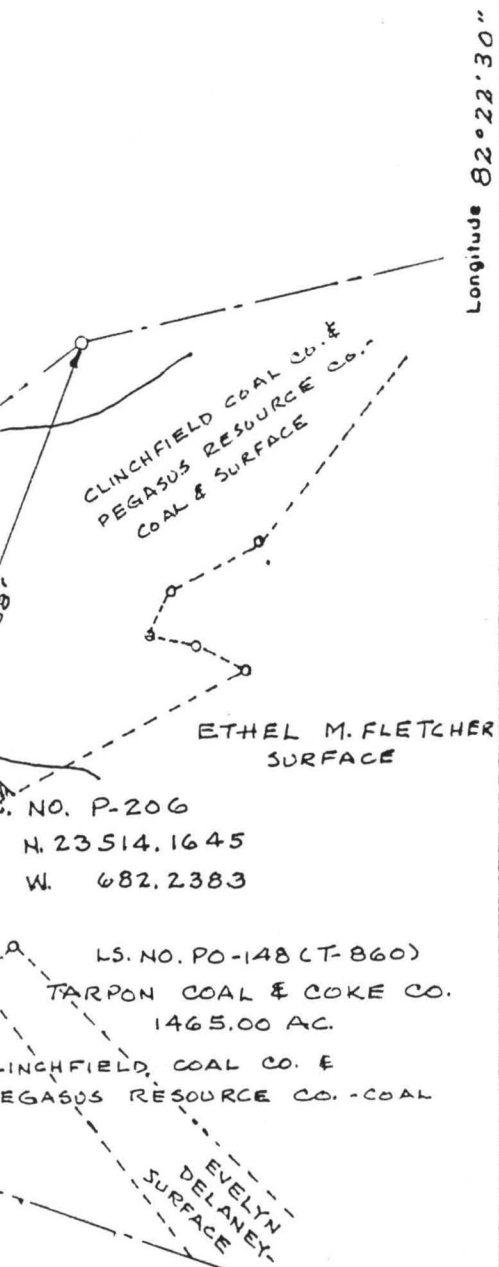 Longitude 82°22'30"
CLINCHFIELD COAL CO. &
PEGASUS RESOURCE CO.-
COAL & SURFACE
ETHEL M. FLETCHER
SURFACE
NO. P-206
N. 23514.1645
W. 682.2383
LS. NO. PO-148 (T-860)
TARPON COAL & COKE CO.
1465.00 AC.
LINCHFIELD COAL CO. &
EGASUS RESOURCE CO. - COAL
EVELYN
DELANEY-
SURFACE